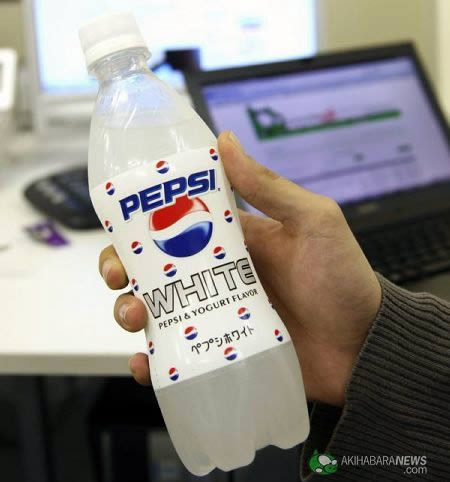 PEPSI
WHITE
PEPSI & YOGURT FLAVOR
ペプシホワイト
AKIHABARANEWS
.com